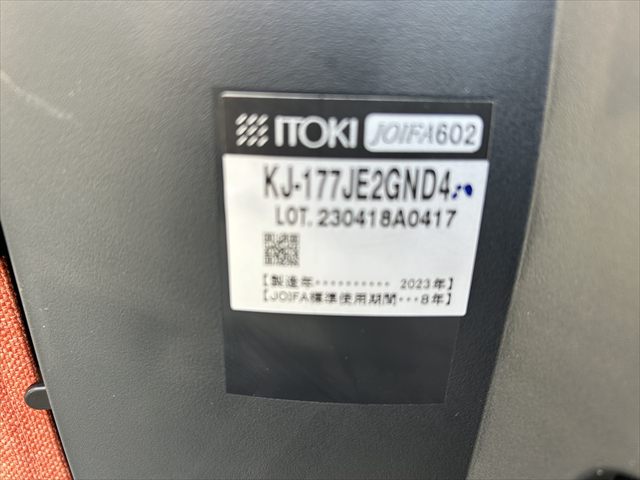 ITOKI JOIFA602
KJ-177JE2GND4
LOT. 230418A0417
【製造年・・・・・・・・・・ 2023年】
【JOIFA標準使用期間・・・8年】